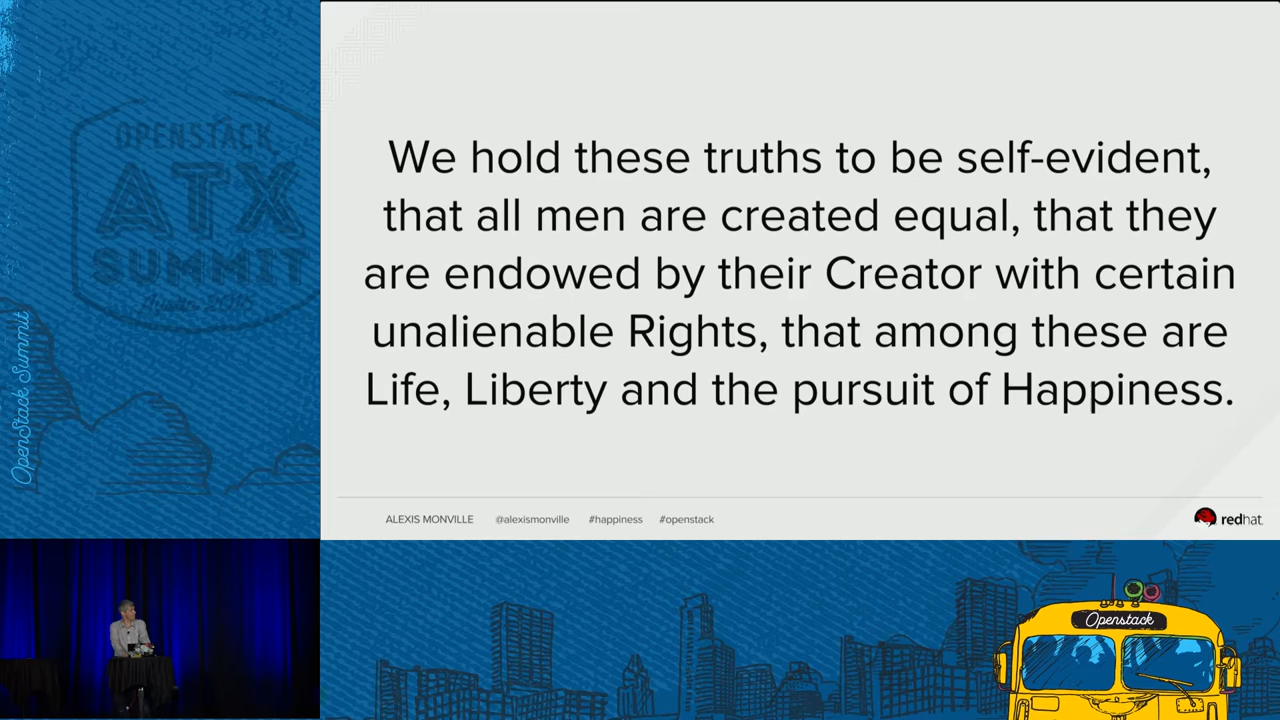 OPENSTACK
ATX
SUMMIT
Austin 2016
OpenStack Summit
We hold these truths to be self-evident,
that all men are created equal, that they
are endowed by their Creator with certain
unalienable Rights, that among these are
Life, Liberty and the pursuit of Happiness.
ALEXIS MONVILLE @alexismonville #happiness #openstack
redhat.
Openstack